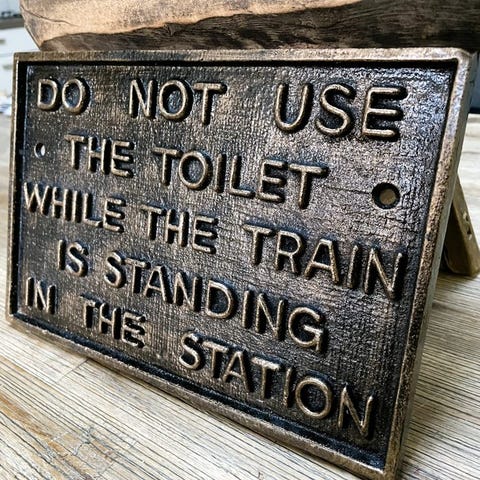 DO NOT USE
THE TOILET
WHILE THE TRAIN
IS STANDING
IN THE STATION